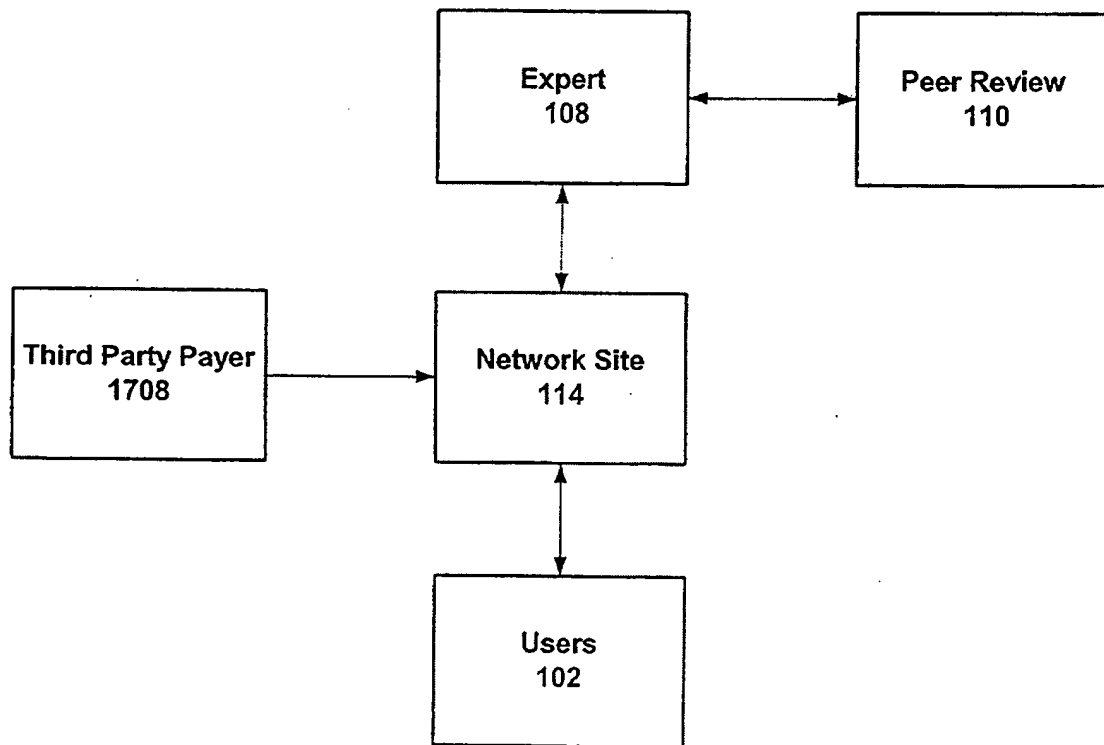 Expert
108
Peer Review
110
Third Party Payer
1708
Network Site
114
Users
102